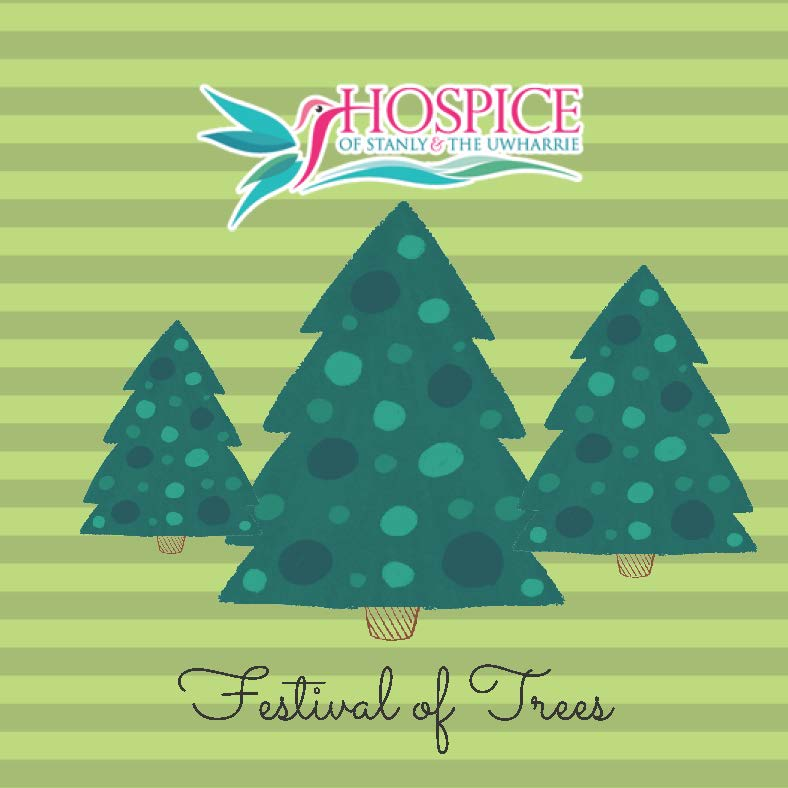 HOSPICE
OF STANLY & THE UWHARRIE
Festival of Trees